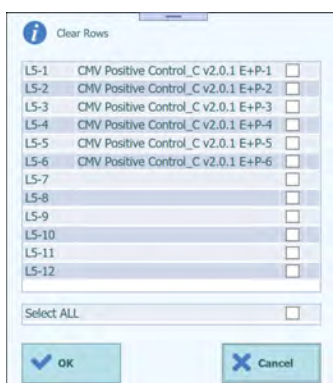 Clear Rows
L5-1 CMV Positive Control_C v2.0.1 E+P-1
L5-2 CMV Positive Control_C v2.0.1 E+P-2
L5-3 CMV Positive Control_C v2.0.1 E+P-3
L5-4 CMV Positive Control_C v2.0.1 E+P-4
L5-5 CMV Positive Control_C v2.0.1 E+P-5
L5-6 CMV Positive Control_C v2.0.1 E+P-6
L5-7
L5-8
L5-9
L5-10
L5-11
L5-12
Select ALL
OK
Cancel